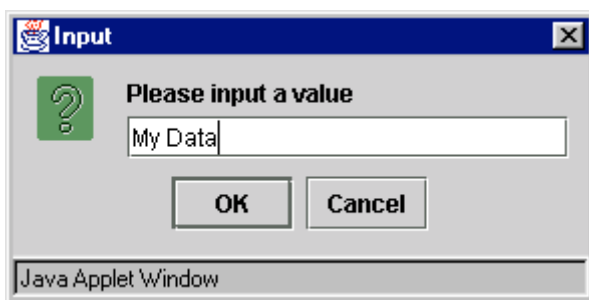 Input
Please input a value
My Data
OK Cancel
Java Applet Window